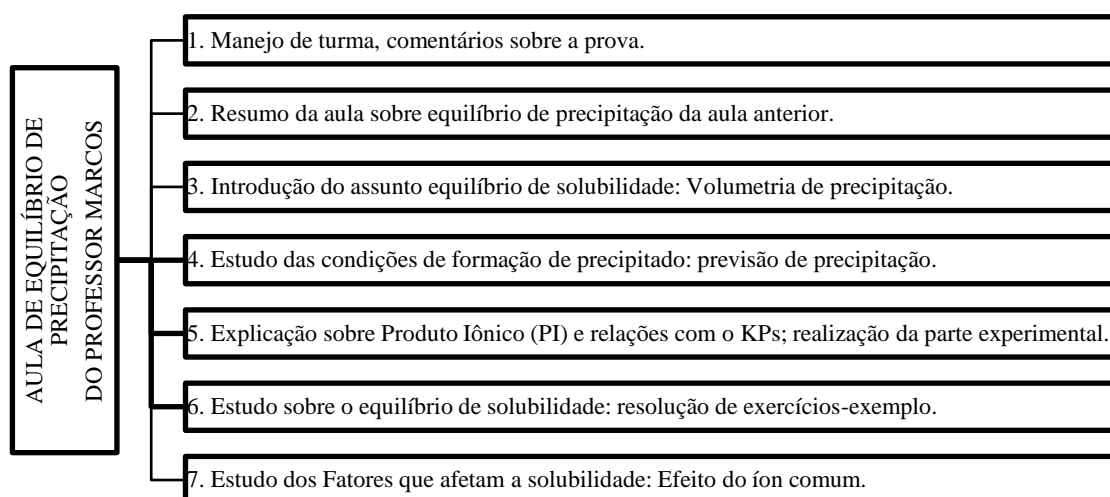 AULA DE EQUILÍBRIO DE
PRECIPITAÇÃO
DO PROFESSOR MARCOS
1. Manejo de turma, comentários sobre a prova.
2. Resumo da aula sobre equilíbrio de precipitação da aula anterior.
3. Introdução do assunto equilíbrio de solubilidade: Volumetria de precipitação.
4. Estudo das condições de formação de precipitado: previsão de precipitação.
5. Explicação sobre Produto Iônico (PI) e relações com o KPs; realização da parte experimental.
6. Estudo sobre o equilíbrio de solubilidade: resolução de exercícios-exemplo.
7. Estudo dos Fatores que afetam a solubilidade: Efeito do íon comum.